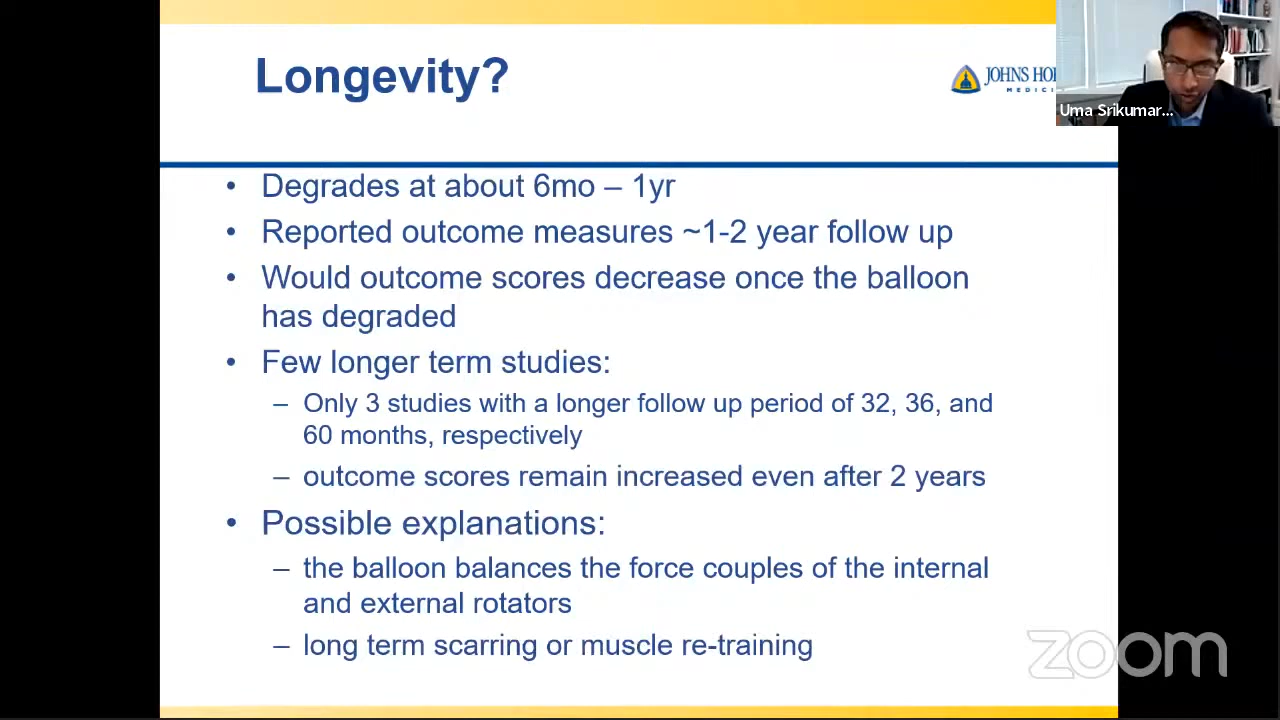 Longevity?
JOHNS HO
MEDICI
Uma Srikumar...
• Degrades at about 6mo – 1yr
• Reported outcome measures ~1-2 year follow up
• Would outcome scores decrease once the balloon
has degraded
• Few longer term studies:
– Only 3 studies with a longer follow up period of 32, 36, and
60 months, respectively
– outcome scores remain increased even after 2 years
• Possible explanations:
– the balloon balances the force couples of the internal
and external rotators
– long term scarring or muscle re-training
zoom